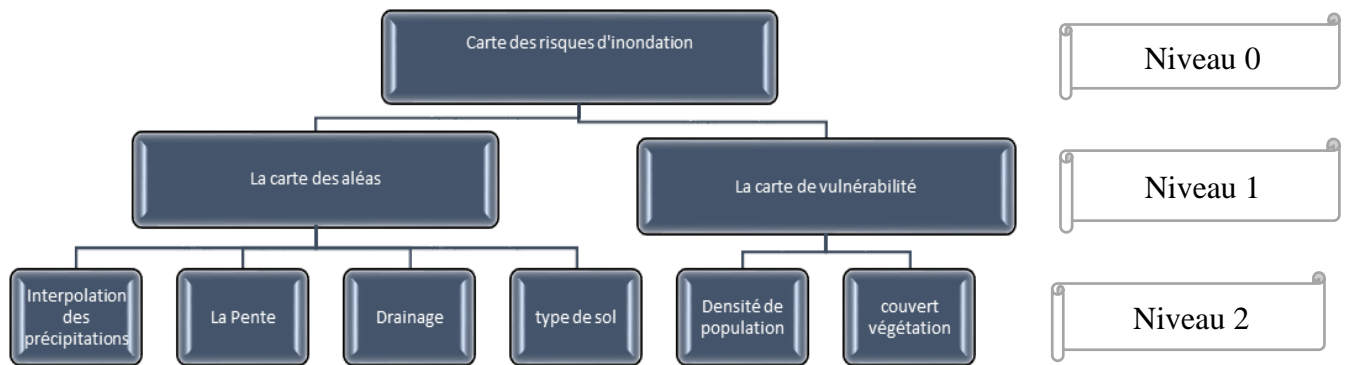 Carte des risques d'inondation
Niveau 0
La carte des aléas
La carte de vulnérabilité
Niveau 1
Interpolation
des
précipitations
La Pente
Drainage
type de sol
Densité de
population
couvert
végétation
Niveau 2